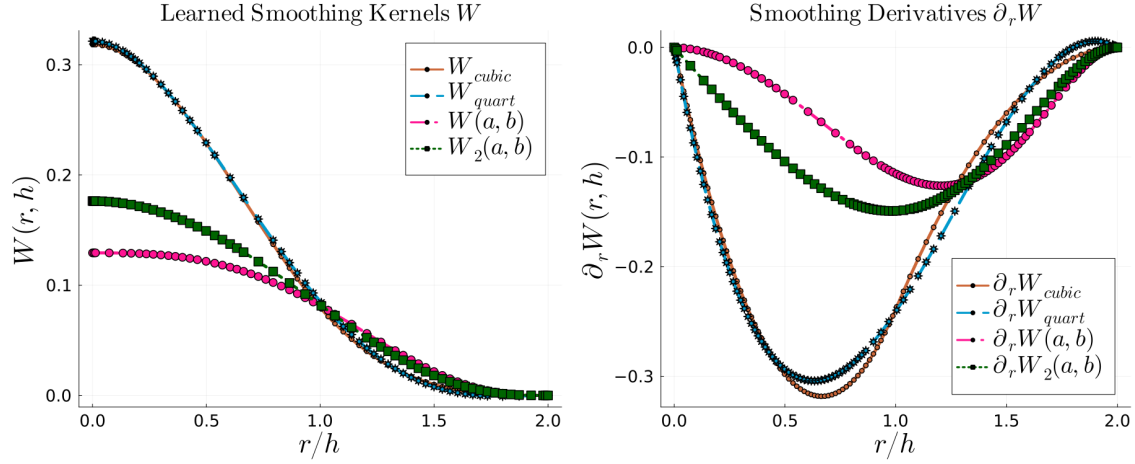 Learned Smoothing Kernels W
W(r, h)
0.3
0.2
0.1
0.0
0.0 0.5 1.0 1.5 2.0
r/h
W_cubic
W_quart
W(a, b)
W_2(a, b)
Smoothing Derivatives ∂_r W
∂_r W(r, h)
0.0
−0.1
−0.2
−0.3
0.0 0.5 1.0 1.5 2.0
r/h
∂_r W_cubic
∂_r W_quart
∂_r W(a, b)
∂_r W_2(a, b)